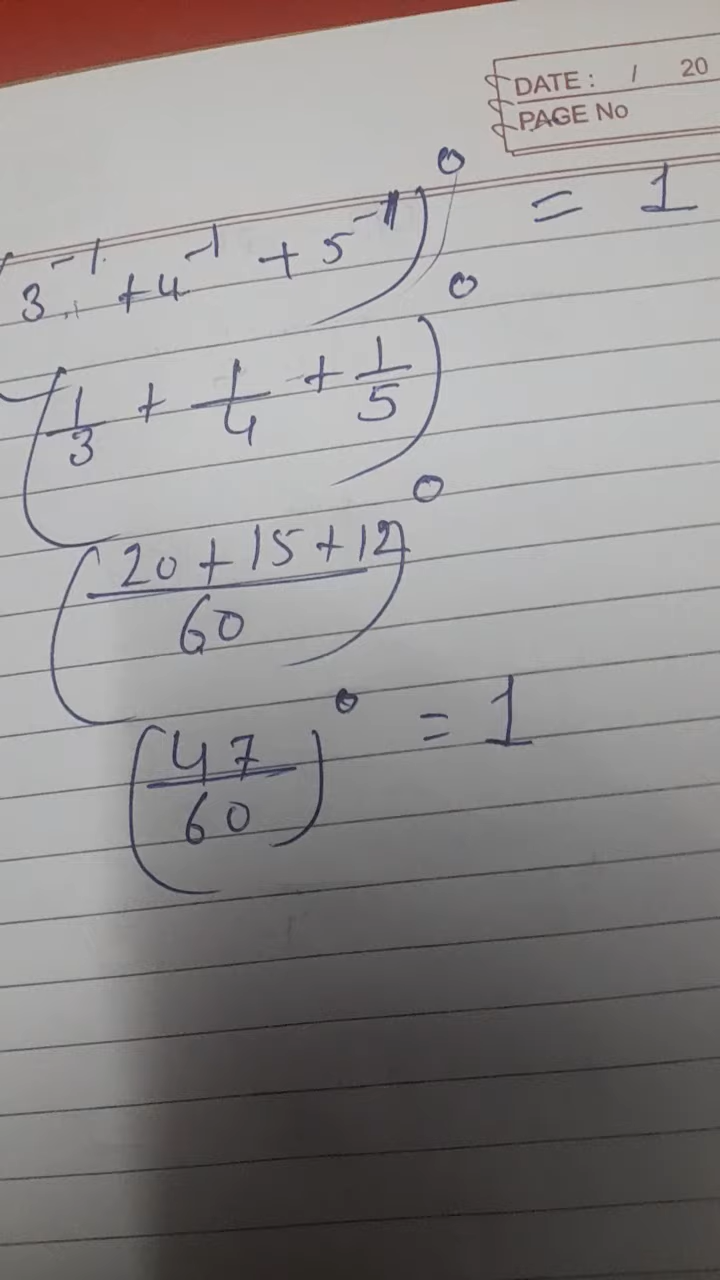 DATE: / 20
PAGE No
(3⁻¹ + 4⁻¹ + 5⁻¹)⁰ = 1
(1/3 + 1/4 + 1/5)⁰
((20 + 15 + 12)/60)⁰
(47/60)⁰ = 1